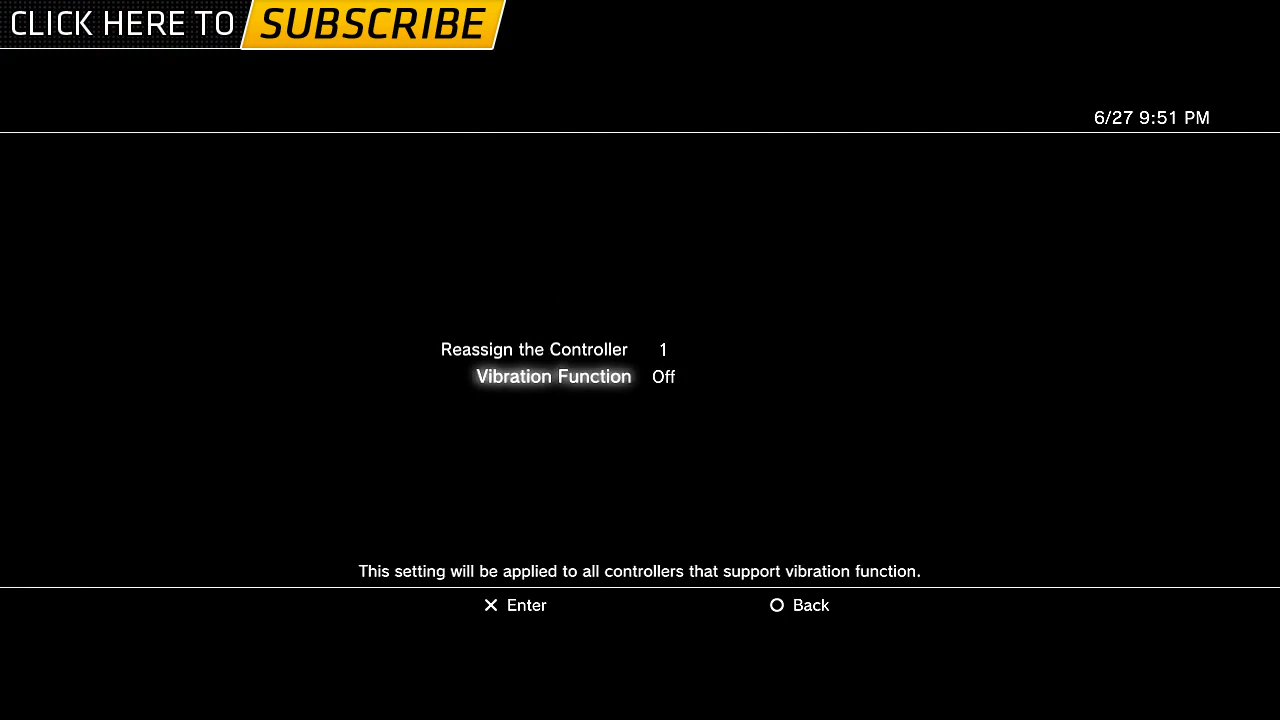 CLICK HERE TO SUBSCRIBE
6/27 9:51 PM
Reassign the Controller 1
Vibration Function Off
This setting will be applied to all controllers that support vibration function.
Enter Back